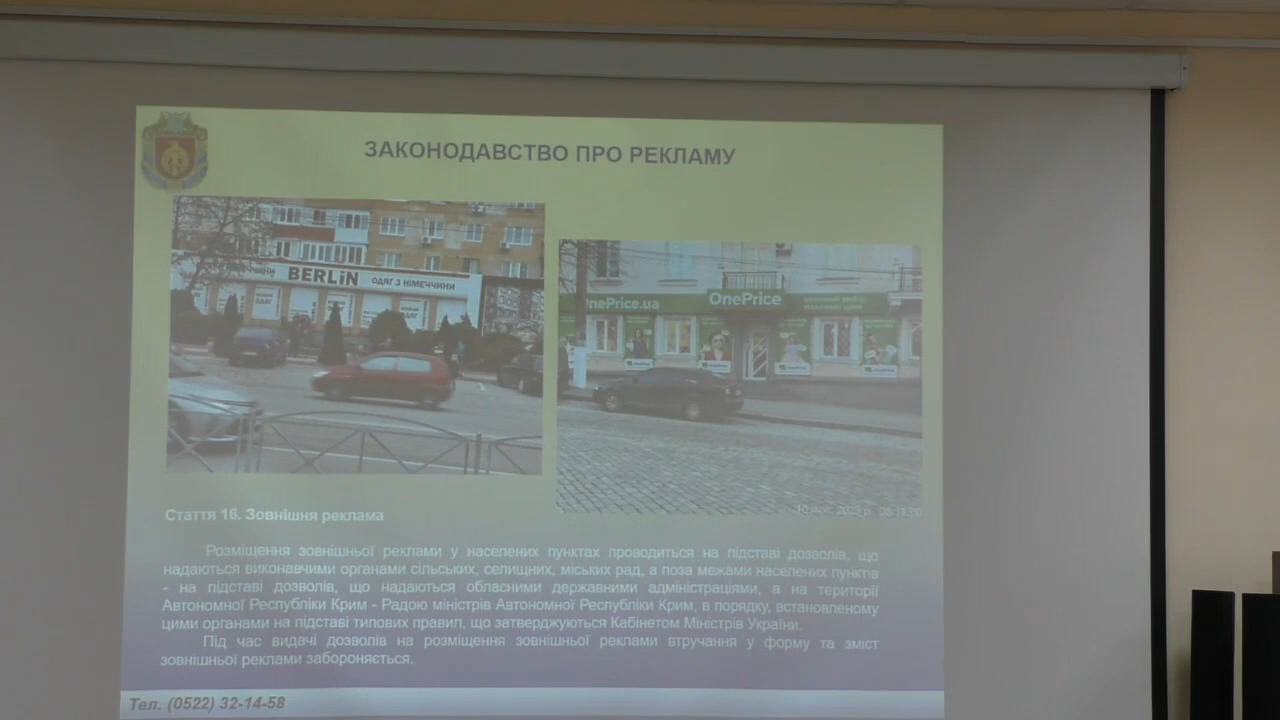 ЗАКОНОДАВСТВО ПРО РЕКЛАМУ
BERLIN
ОДЯГ З НІМЕЧЧИНИ
OnePrice.ua
OnePrice
Стаття 16. Зовнішня реклама
Розміщення зовнішньої реклами у населених пунктах проводиться на підставі дозволів, що
надаються виконавчими органами сільських, селищних, міських рад, а поза межами населених пунктів
- на підставі дозволів, що надаються обласними державними адміністраціями, а на території
Автономної Республіки Крим - Радою міністрів Автономної Республіки Крим, в порядку, встановленому
цими органами на підставі типових правил, що затверджуються Кабінетом Міністрів України.
Під час видачі дозволів на розміщення зовнішньої реклами втручання у форму та зміст
зовнішньої реклами забороняється.
Тел. (0522) 32-14-58